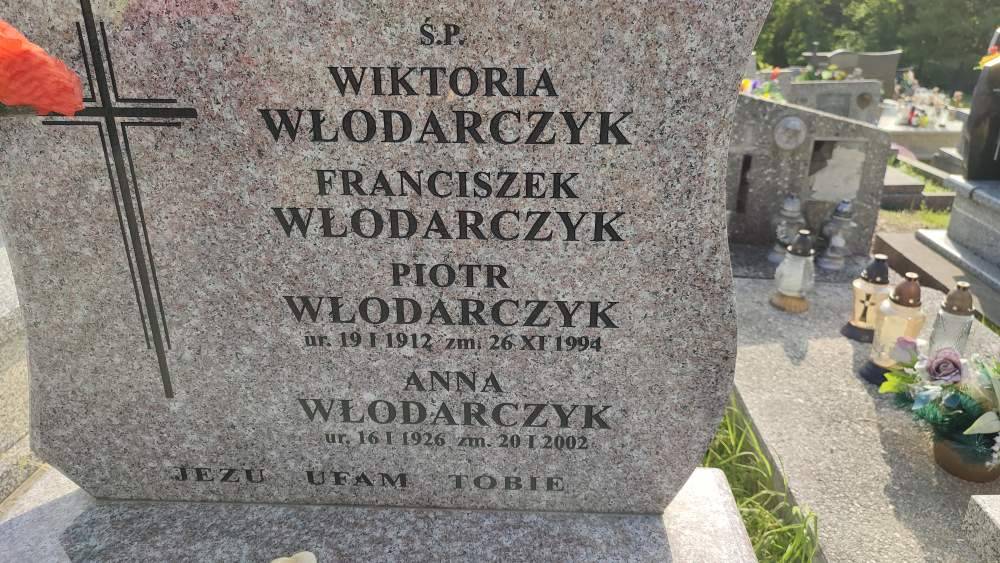 Ś.P.
WIKTORIA
WŁODARCZYK
FRANCISZEK
WŁODARCZYK
PIOTR
WŁODARCZYK
ur. 19 I 1912 zm. 26 XI 1994
ANNA
WŁODARCZYK
ur. 16 I 1926 zm. 20 I 2002
JEZU UFAM TOBIE